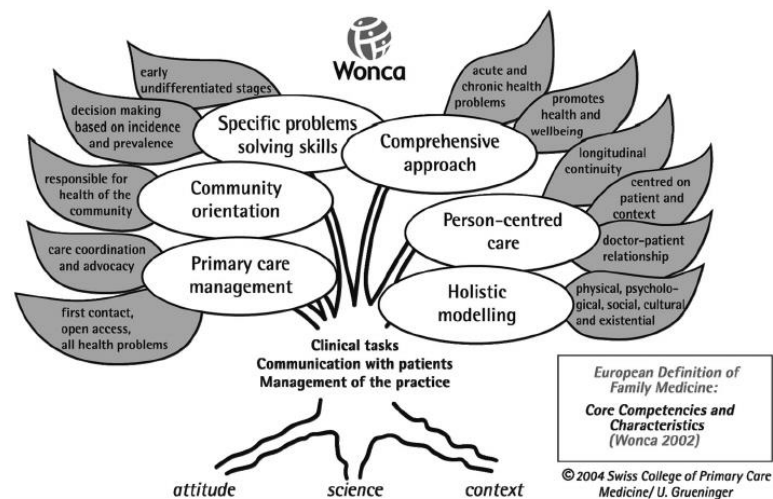 Wonca
early
undifferentiated stages
decision making
based on incidence
and prevalence
Specific problems
solving skills
responsible for
health of the
community
Community
orientation
care coordination
and advocacy
Primary care
management
first contact,
open access,
all health problems
acute and
chronic health
problems
promotes
health and
wellbeing
Comprehensive
approach
longitudinal
continuity
centred on
patient and
context
doctor-patient
relationship
Person-centred
care
Holistic
modelling
physical, psycholo-
gical, social, cultural
and existential
Clinical tasks
Communication with patients
Management of the practice
attitude
science
context
European Definition of
Family Medicine:
Core Competencies and
Characteristics
(Wonca 2002)
© 2004 Swiss College of Primary Care
Medicine/ U. Grueninger